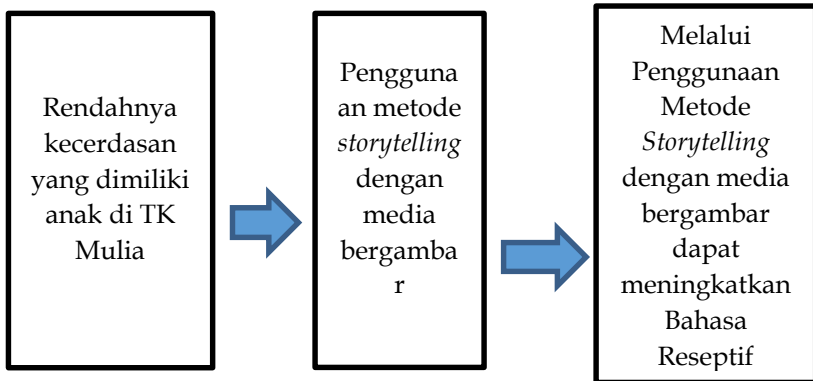 Rendahnya
kecerdasan
yang dimiliki
anak di TK
Mulia
Pengguna
an metode
storytelling
dengan
media
bergamba
r
Melalui
Penggunaan
Metode
Storytelling
dengan media
bergambar
dapat
meningkatkan
Bahasa
Reseptif